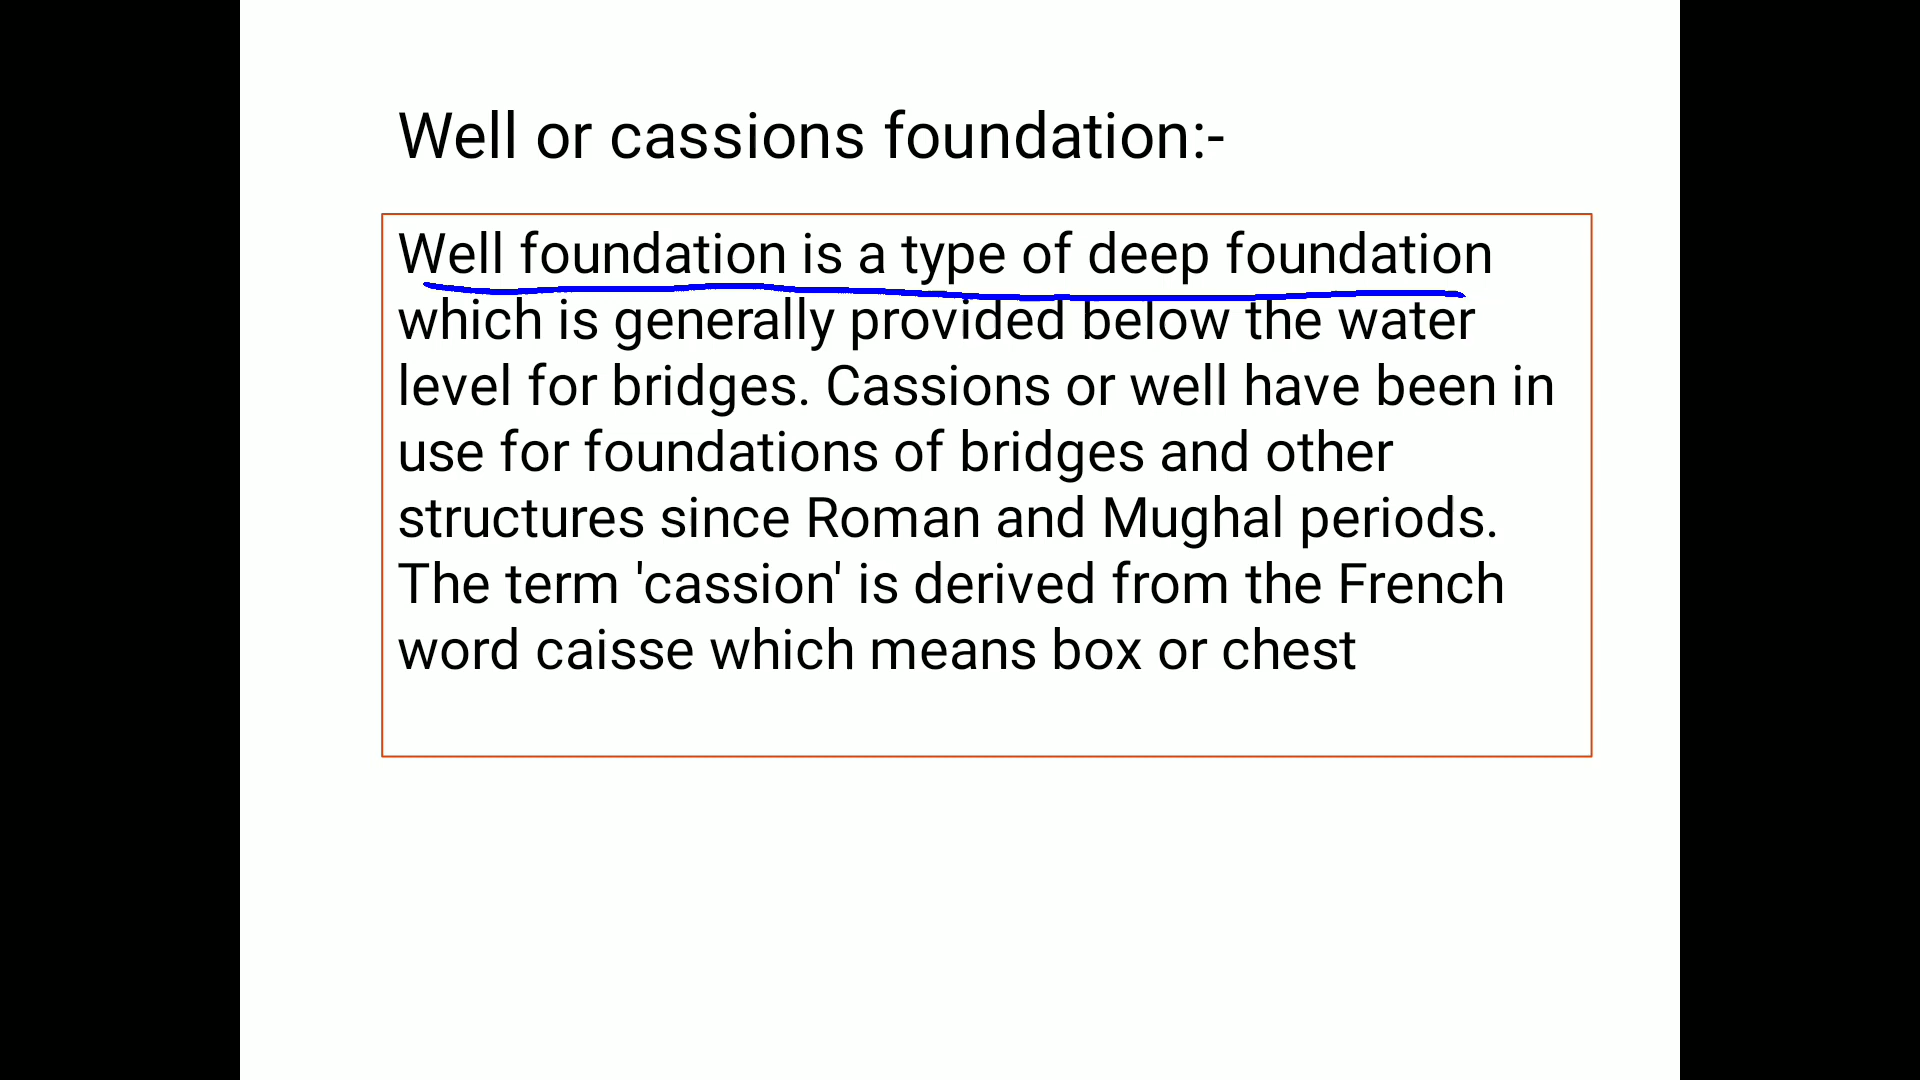 Well or cassions foundation:-
Well foundation is a type of deep foundation
which is generally provided below the water
level for bridges. Cassions or well have been in
use for foundations of bridges and other
structures since Roman and Mughal periods.
The term 'cassion' is derived from the French
word caisse which means box or chest